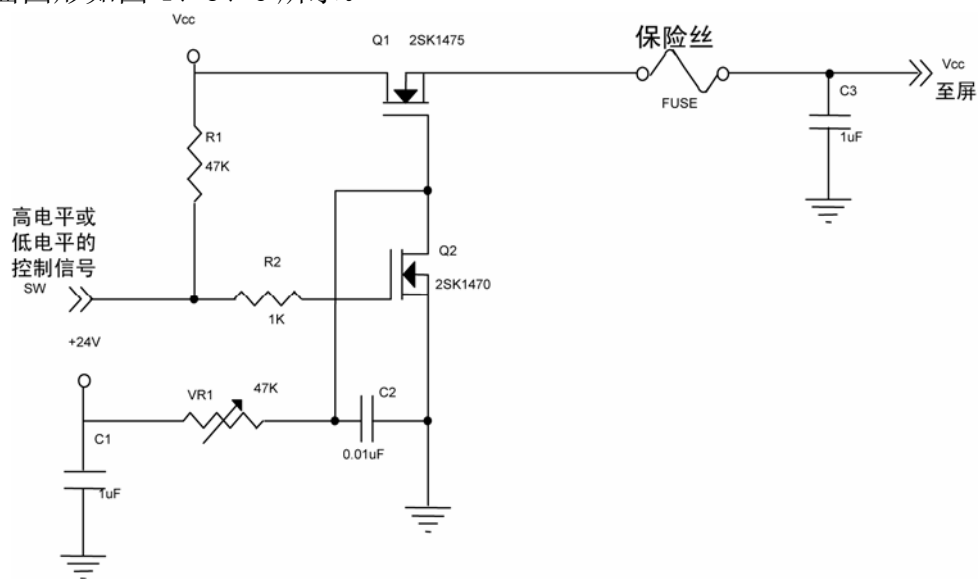 Vcc
Q1 2SK1475
保险丝
FUSE
Vcc
至屏
C3
1uF
R1
47K
高电平或
低电平的
控制信号
SW
R2
1K
Q2
2SK1470
+24V
VR1
47K
C2
0.01uF
C1
1uF